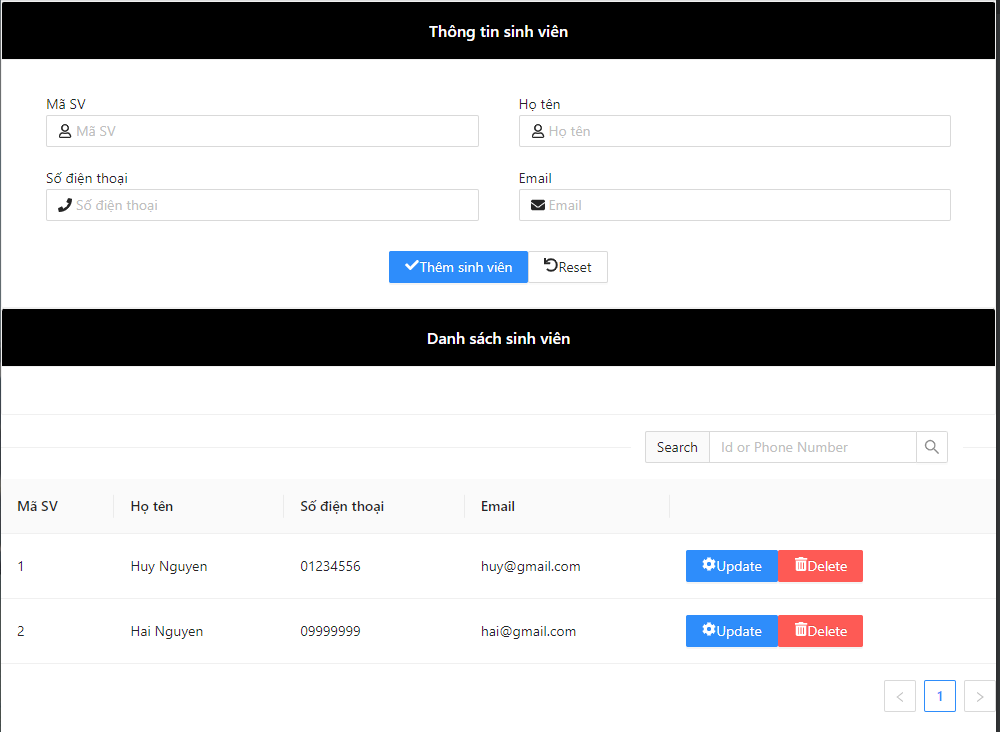 Thông tin sinh viên
Mã SV Họ tên
Mã SV Họ tên
Số điện thoại Email
Số điện thoại Email
Thêm sinh viên Reset
Danh sách sinh viên
Search Id or Phone Number
Mã SV Họ tên Số điện thoại Email
1 Huy Nguyen 01234556 huy@gmail.com Update Delete
2 Hai Nguyen 09999999 hai@gmail.com Update Delete
< 1 >